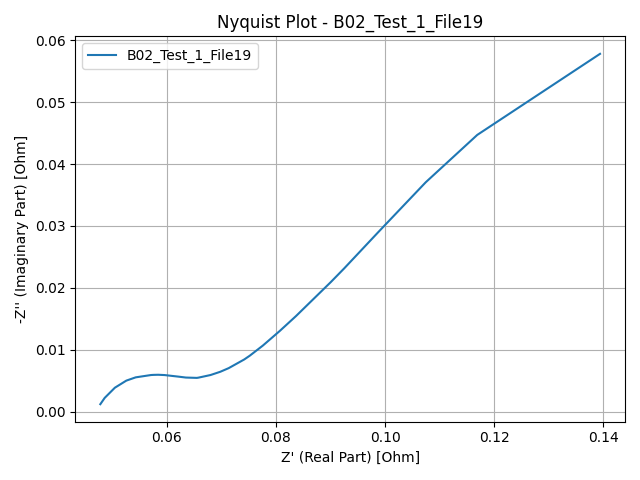 Nyquist Plot - B02_Test_1_File19
B02_Test_1_File19
-Z'' (Imaginary Part) [Ohm]
0.06
0.05
0.04
0.03
0.02
0.01
0.00
0.06 0.08 0.10 0.12 0.14
Z' (Real Part) [Ohm]